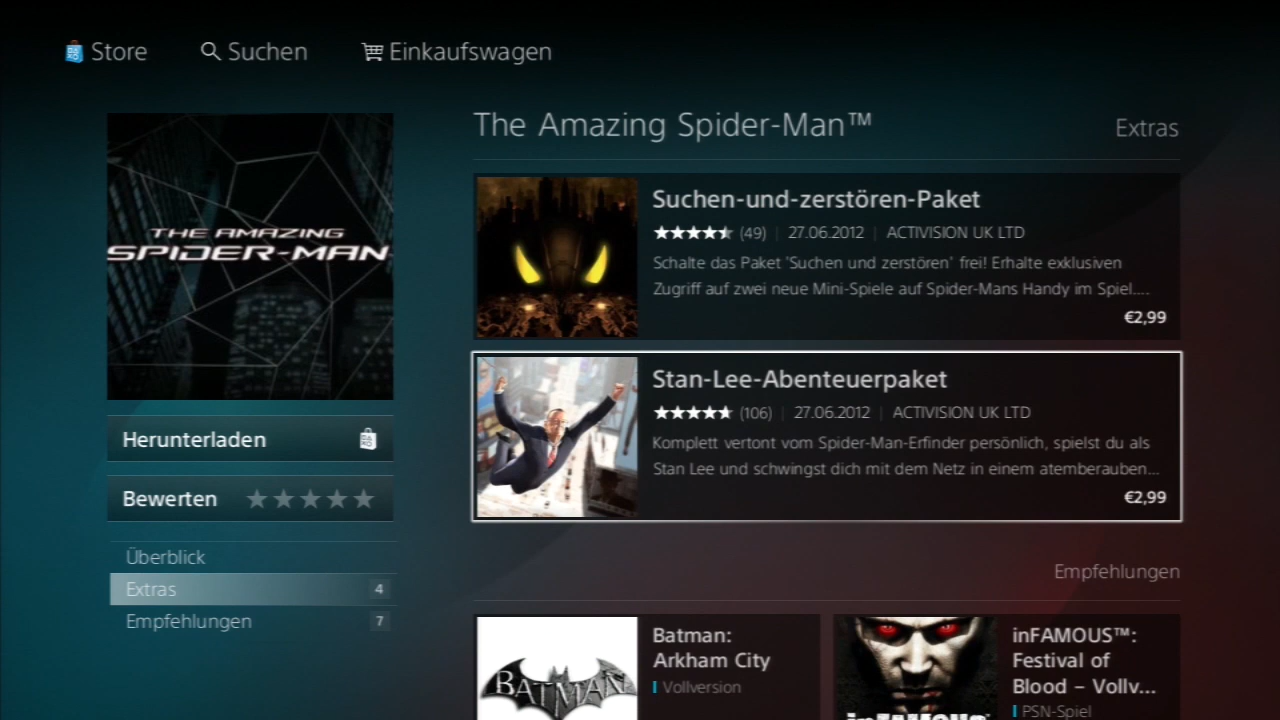 Store
Suchen
Einkaufswagen
THE AMAZING
SPIDER-MAN
Herunterladen
Bewerten
Überblick
Extras 4
Empfehlungen 7
The Amazing Spider-Man™ Extras
Suchen-und-zerstören-Paket
(49) | 27.06.2012 | ACTIVISION UK LTD
Schalte das Paket 'Suchen und zerstören' frei! Erhalte exklusiven
Zugriff auf zwei neue Mini-Spiele auf Spider-Mans Handy im Spiel....
€2,99
Stan-Lee-Abenteuerpaket
(106) | 27.06.2012 | ACTIVISION UK LTD
Komplett vertont vom Spider-Man-Erfinder persönlich, spielst du als
Stan Lee und schwingst dich mit dem Netz in einem atemberauben...
€2,99
Empfehlungen
BATMAN
Batman:
Arkham City
Vollversion
inFAMOUS
inFAMOUS™:
Festival of
Blood – Vollv...
PSN-Spiel